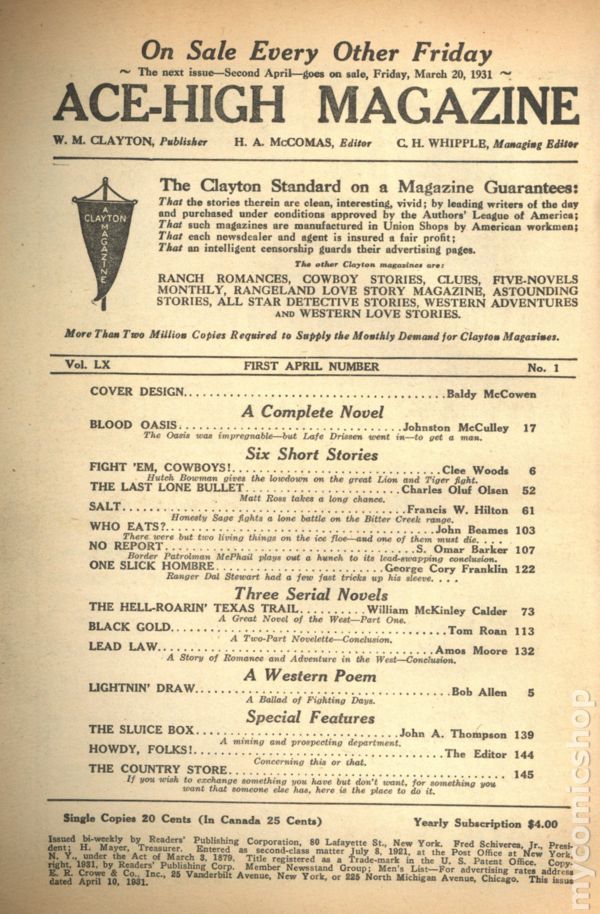 On Sale Every Other Friday
~ The next issue—Second April—goes on sale, Friday, March 20, 1931 ~
ACE-HIGH MAGAZINE
W. M. CLAYTON, Publisher H. A. McCOMAS, Editor C. H. WHIPPLE, Managing Editor
A CLAYTON MAGAZINE
The Clayton Standard on a Magazine Guarantees:
That the stories therein are clean, interesting, vivid; by leading writers of the day
and purchased under conditions approved by the Authors' League of America;
That such magazines are manufactured in Union Shops by American workmen;
That each newsdealer and agent is insured a fair profit;
That an intelligent censorship guards their advertising pages.
The other Clayton magazines are:
RANCH ROMANCES, COWBOY STORIES, CLUES, FIVE-NOVELS
MONTHLY, RANGELAND LOVE STORY MAGAZINE, ASTOUNDING
STORIES, ALL STAR DETECTIVE STORIES, WESTERN ADVENTURES
AND WESTERN LOVE STORIES.
More Than Two Million Copies Required to Supply the Monthly Demand for Clayton Magazines.
Vol. LX FIRST APRIL NUMBER No. 1
COVER DESIGN..........Baldy McCowen
A Complete Novel
BLOOD OASIS..........Johnston McCulley 17
The Oasis was impregnable—but Lafe Drissen went in—to get a man.
Six Short Stories
FIGHT 'EM, COWBOYS!..........Clee Woods 6
Hutch Bowman gives the lowdown on the great Lion and Tiger fight.
THE LAST LONE BULLET..........Charles Oluf Olsen 52
Matt Ross takes a long chance.
SALT..........Francis W. Hilton 61
Honesty Sage fights a lone battle on the Bitter Creek range.
WHO EATS?..........John Beames 103
There were but two living things on the ice floe—and one of them must die. . . .
NO REPORT..........S. Omar Barker 107
Border Patrolman McPhail plays out a hunch to its lead-swapping conclusion.
ONE SLICK HOMBRE..........George Cory Franklin 122
Ranger Dal Stewart had a few fast tricks up his sleeve. . . .
Three Serial Novels
THE HELL-ROARIN' TEXAS TRAIL..........William McKinley Calder 73
A Great Novel of the West—Part One.
BLACK GOLD..........Tom Roan 113
A Two-Part Novelette—Conclusion.
LEAD LAW..........Amos Moore 132
A Story of Romance and Adventure in the West—Conclusion.
A Western Poem
LIGHTNIN' DRAW..........Bob Allen 5
A Ballad of Fighting Days.
Special Features
THE SLUICE BOX..........John A. Thompson 139
A mining and prospecting department.
HOWDY, FOLKS!..........The Editor 144
Concerning this or that.
THE COUNTRY STORE..........145
If you wish to exchange something you have but don't want, for something you
want that someone else has, here is the place to do it.
Single Copies 20 Cents (In Canada 25 Cents) Yearly Subscription $4.00
Issued bi-weekly by Readers' Publishing Corporation, 80 Lafayette St., New York. Fred Schiveren, Jr., Presi-
dent; H. Mayer, Treasurer. Entered as second-class matter July 8, 1921, at the Post Office at New York,
N. Y., under the Act of March 3, 1879. Title registered as a Trade-mark in the U. S. Patent Office. Copy-
right, 1931, by Readers' Publishing Corp. Member Newsstand Group; Men's List—For advertising rates address
E. R. Crowe & Co., Inc., 25 Vanderbilt Avenue, New York, or 225 North Michigan Avenue, Chicago. This issue
dated April 10, 1931.
mycomicshop